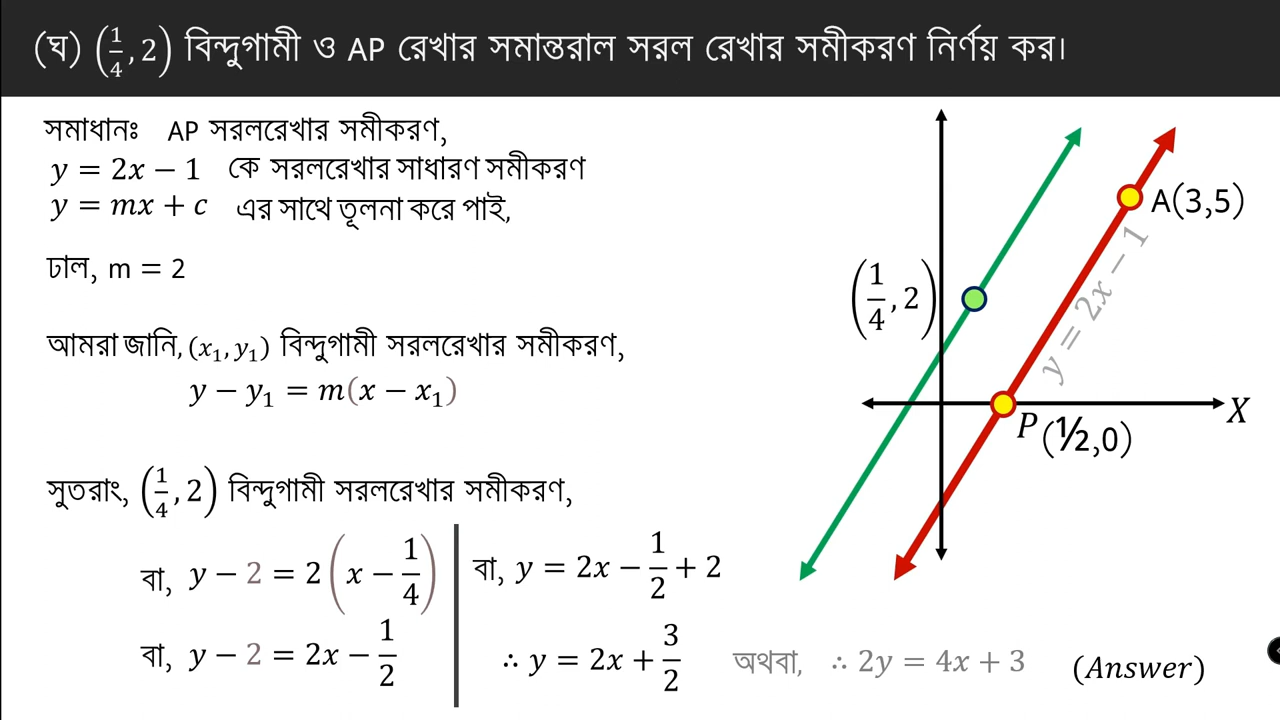 (ঘ) (1/4, 2) বিন্দুগামী ও AP রেখার সমান্তরাল সরল রেখার সমীকরণ নির্ণয় কর।
সমাধানঃ AP সরলরেখার সমীকরণ,
y = 2x − 1 কে সরলরেখার সাধারণ সমীকরণ
y = mx + c এর সাথে তূলনা করে পাই,
ঢাল, m = 2
আমরা জানি, (x₁, y₁) বিন্দুগামী সরলরেখার সমীকরণ,
y − y₁ = m(x − x₁)
সুতরাং, (1/4, 2) বিন্দুগামী সরলরেখার সমীকরণ,
বা, y − 2 = 2(x − 1/4)
বা, y − 2 = 2x − 1/2
বা, y = 2x − 1/2 + 2
∴ y = 2x + 3/2 অথবা, ∴ 2y = 4x + 3 (Answer)
A(3,5)
(1/4, 2)
y = 2x − 1
X
P(½,0)